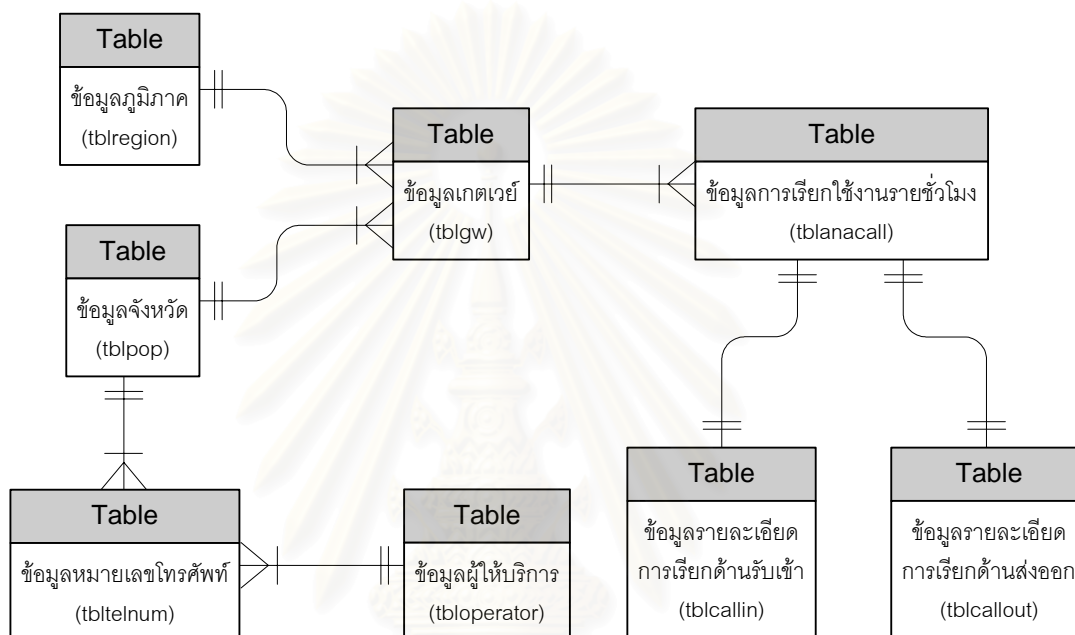 Table
ข้อมูลภูมิภาค
(tblregion)
Table
ข้อมูลเกตเวย์
(tblgw)
Table
ข้อมูลการเรียกใช้งานรายชั่วโมง
(tblanacall)
Table
ข้อมูลจังหวัด
(tblpop)
Table
ข้อมูลหมายเลขโทรศัพท์
(tbltelnum)
Table
ข้อมูลผู้ให้บริการ
(tbloperator)
Table
ข้อมูลรายละเอียด
การเรียกด้านรับเข้า
(tblcallin)
Table
ข้อมูลรายละเอียด
การเรียกด้านส่งออก
(tblcallout)